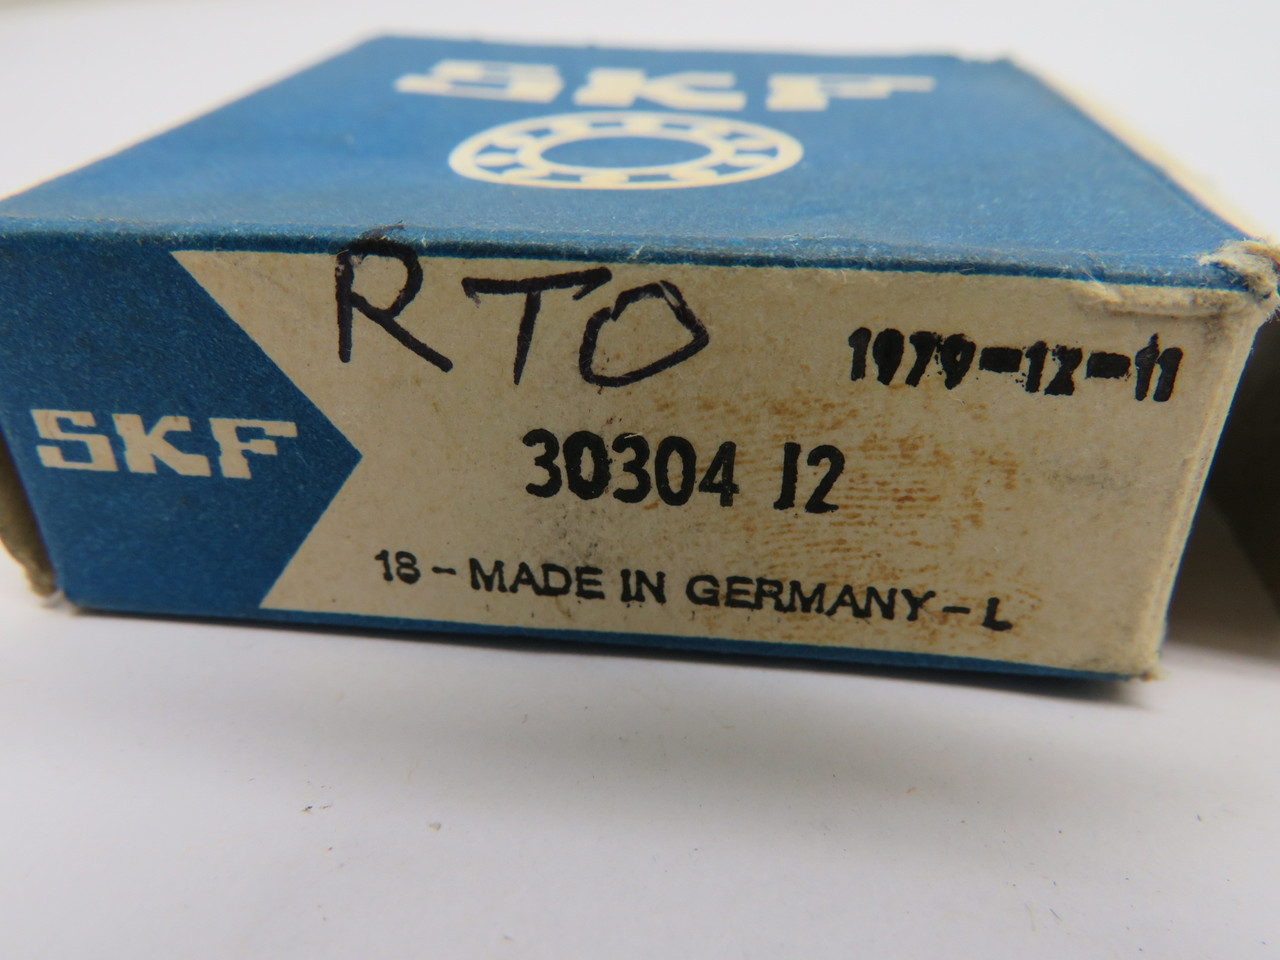 SKF
RTO
1979-12-11
SKF
30304 J2
18 - MADE IN GERMANY - L